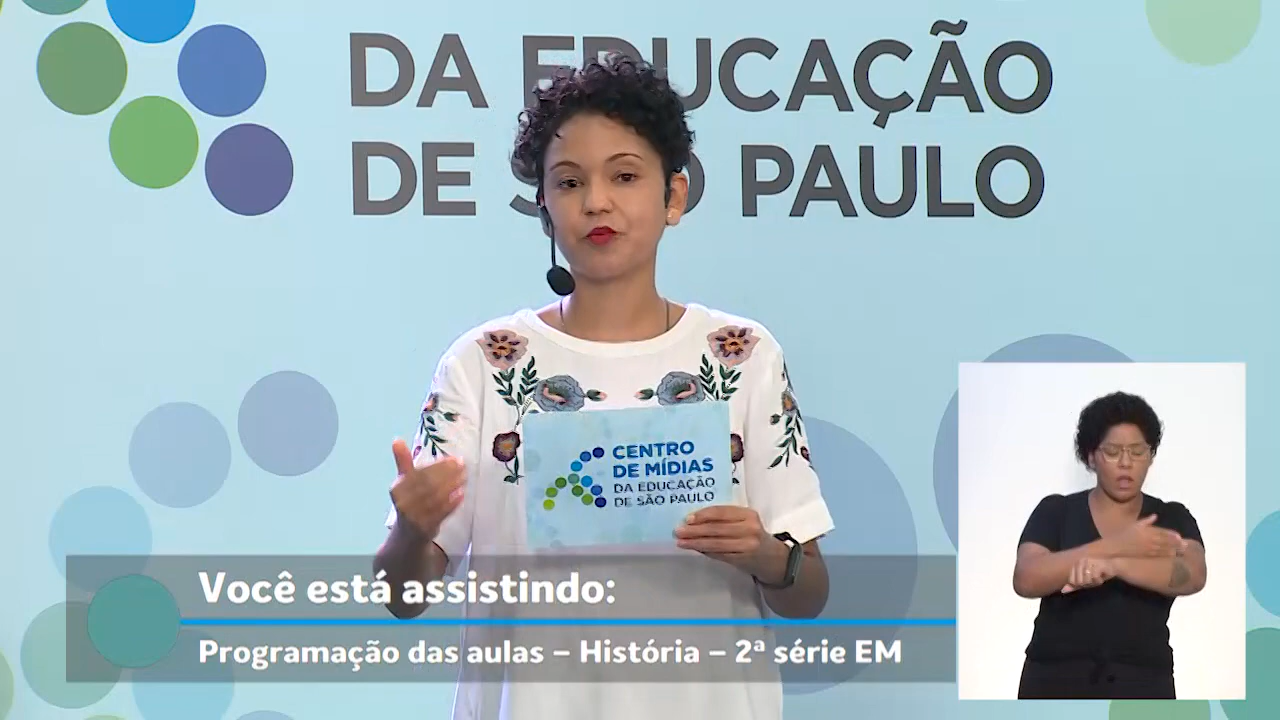 DA EDUCAÇÃO
DE SÃO PAULO
CENTRO
DE MÍDIAS
DA EDUCAÇÃO
DE SÃO PAULO
Você está assistindo:
Programação das aulas – História – 2ª série EM